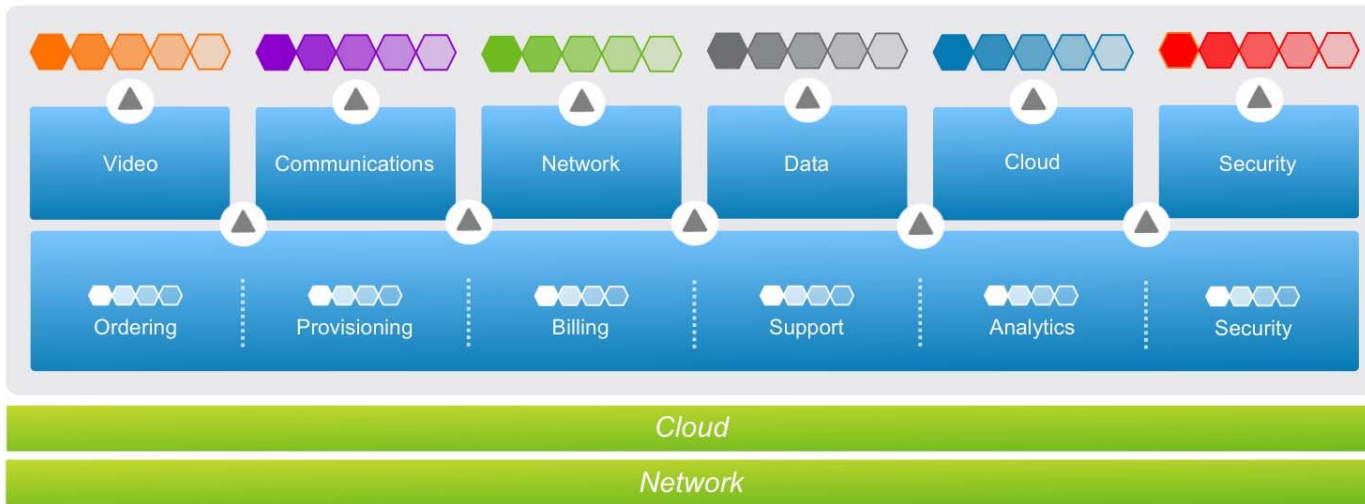 Video
Communications
Network
Data
Cloud
Security
Ordering
Provisioning
Billing
Support
Analytics
Security
Cloud
Network